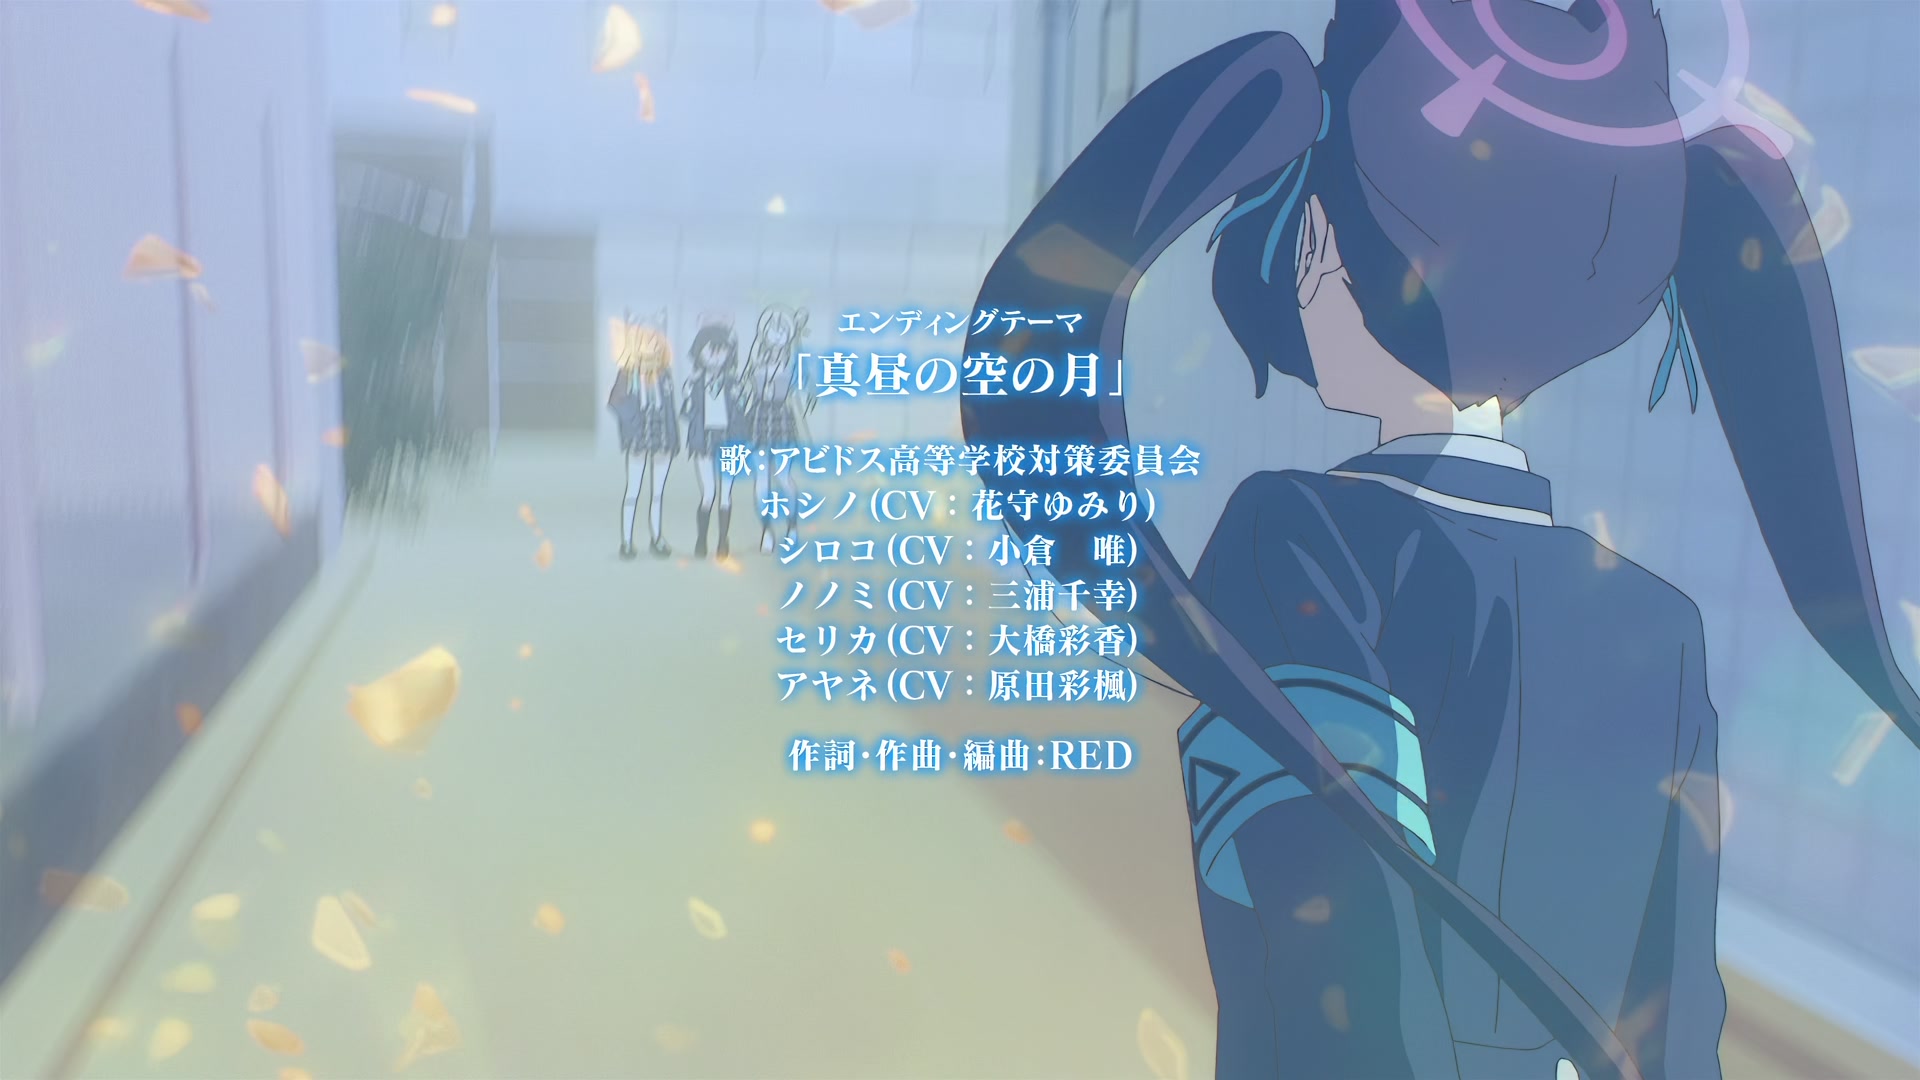 エンディングテーマ
「真昼の空の月」
歌:アビドス高等学校対策委員会
ホシノ(CV:花守ゆみり)
シロコ(CV:小倉　唯)
ノノミ(CV:三浦千幸)
セリカ(CV:大橋彩香)
アヤネ(CV:原田彩楓)
作詞・作曲・編曲:RED